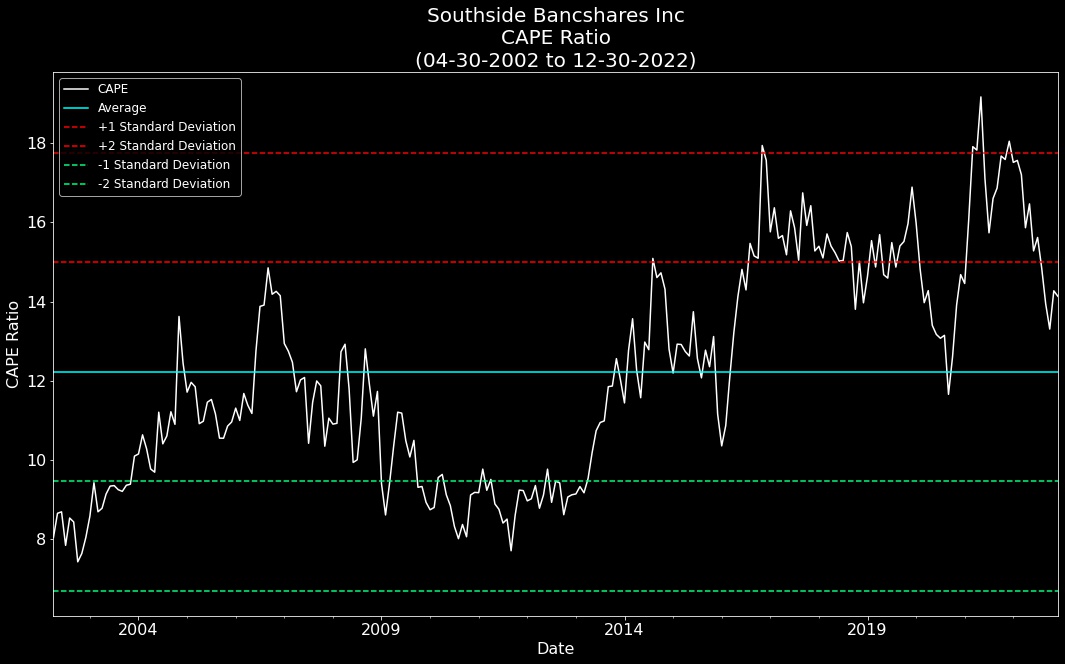 Southside Bancshares Inc
CAPE Ratio
(04-30-2002 to 12-30-2022)
CAPE
Average
+1 Standard Deviation
+2 Standard Deviation
-1 Standard Deviation
-2 Standard Deviation
CAPE Ratio
18
16
14
12
10
8
2004
2009
2014
2019
Date